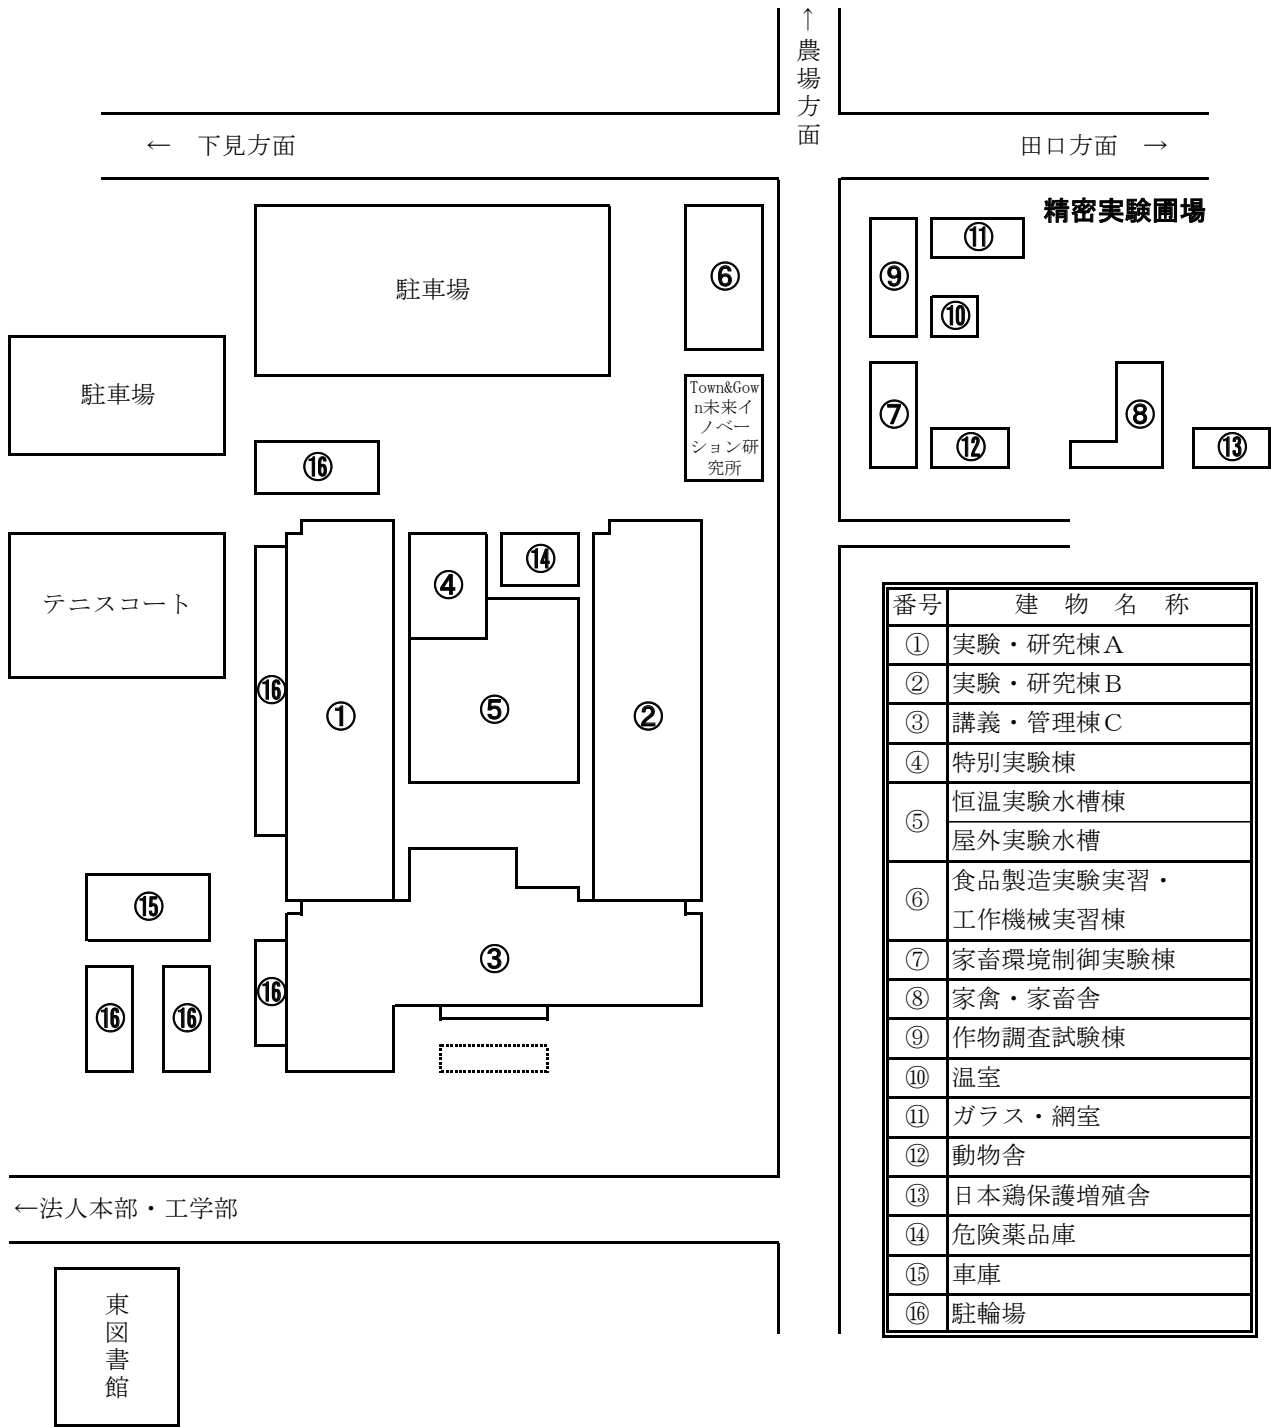 ↑農場方面
← 下見方面
田口方面 →
精密実験圃場
⑪
⑨
⑥
駐車場
⑩
駐車場
Town&Gow
n未来イ
ノベー
ション研
究所
⑦
⑧
⑫
⑬
⑯
④
⑭
テニスコート
⑯
①
⑤
②
⑮
③
⑯
⑯
⑯
番号 建 物 名 称
① 実験・研究棟A
② 実験・研究棟B
③ 講義・管理棟C
④ 特別実験棟
⑤ 恒温実験水槽棟
屋外実験水槽
⑥ 食品製造実験実習・
工作機械実習棟
⑦ 家畜環境制御実験棟
⑧ 家禽・家畜舎
⑨ 作物調査試験棟
⑩ 温室
⑪ ガラス・網室
⑫ 動物舎
⑬ 日本鶏保護増殖舎
⑭ 危険薬品庫
⑮ 車庫
⑯ 駐輪場
←法人本部・工学部
東図書館